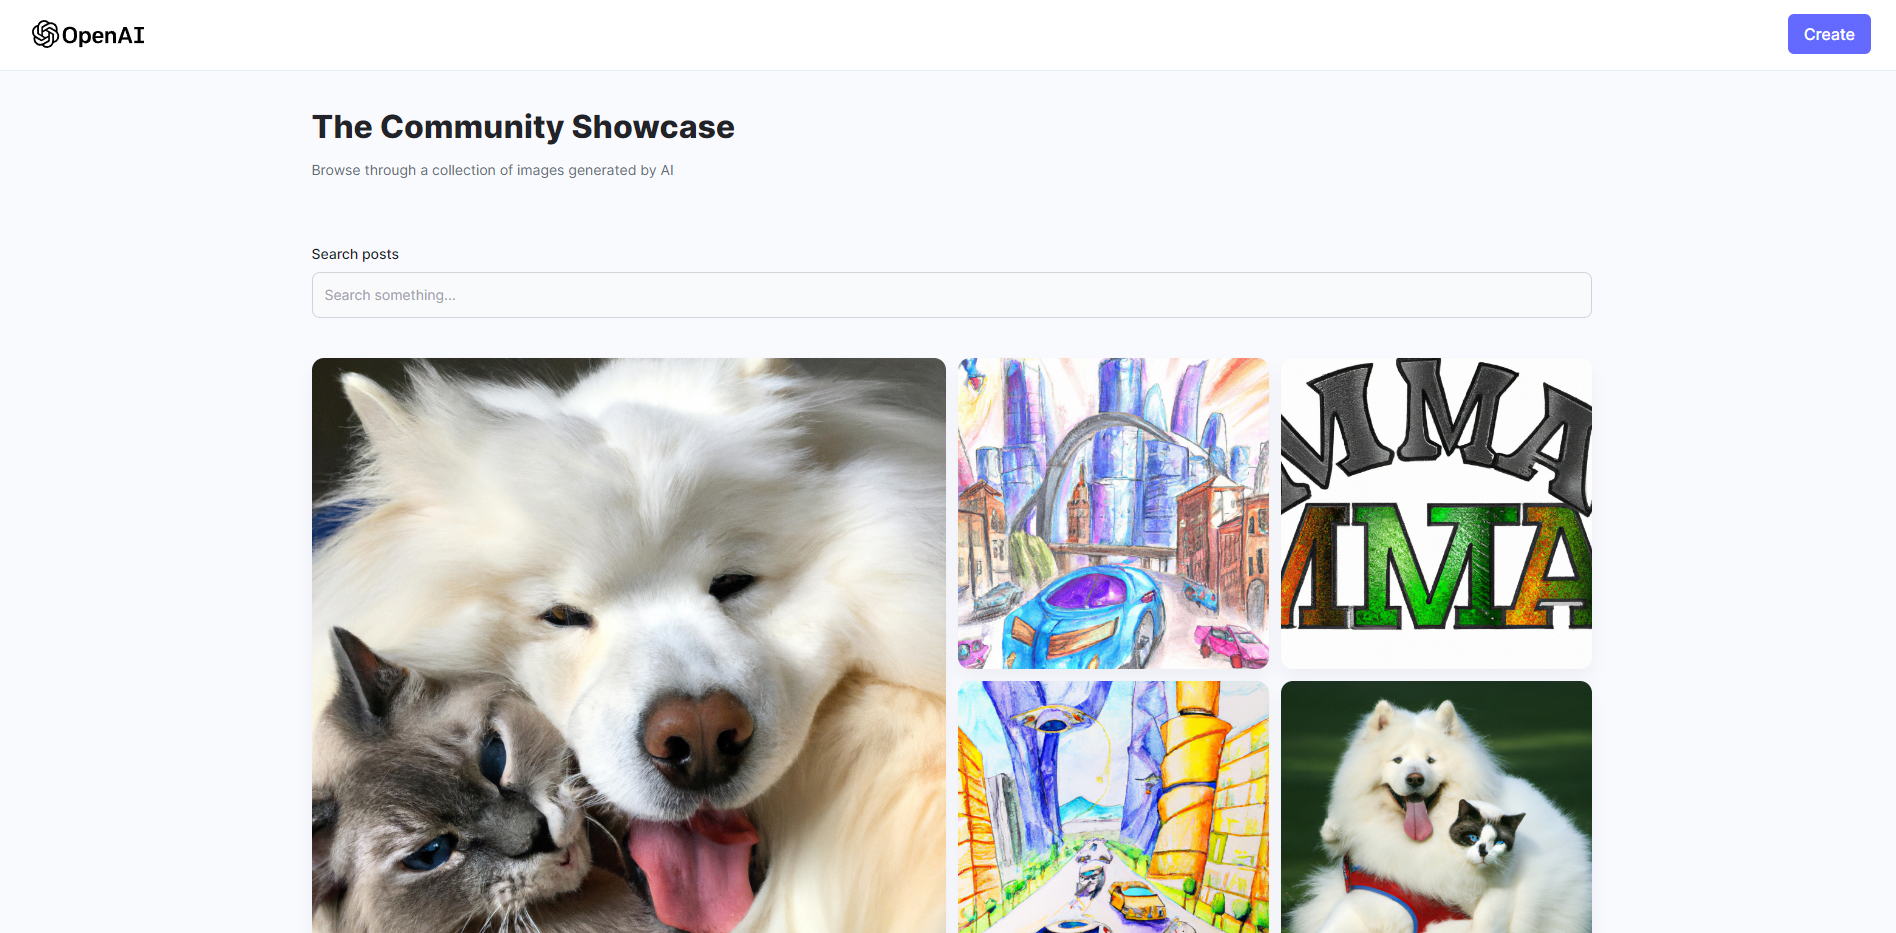 OpenAI
Create
The Community Showcase
Browse through a collection of images generated by AI
Search posts
Search something...
MMA
MMA